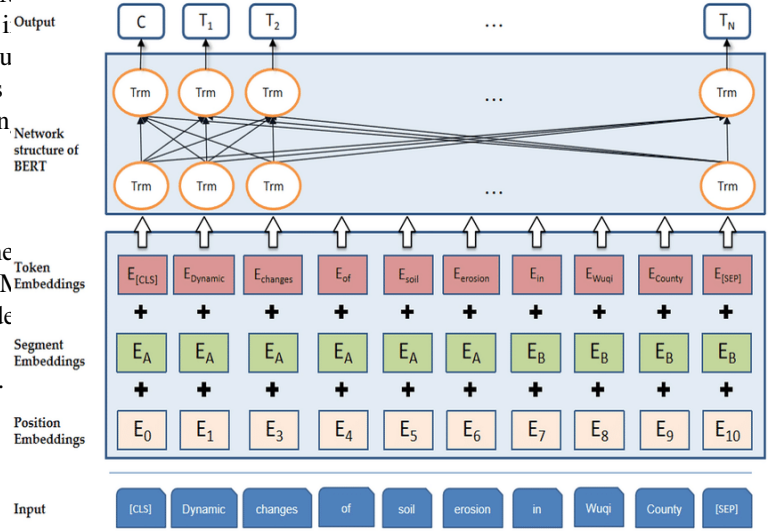 Output C T1 T2 ... TN
Trm Trm Trm ... Trm
Network
structure of
BERT
Trm Trm Trm ... Trm
Token
Embeddings
E[CLS] EDynamic Echanges Eof Esoil Eerosion Ein EWuqi ECounty E[SEP]
+ + + + + + + + + +
Segment
Embeddings
EA EA EA EA EA EA EB EB EB EB
+ + + + + + + + + +
Position
Embeddings
E0 E1 E3 E4 E5 E6 E7 E8 E9 E10
Input [CLS] Dynamic changes of soil erosion in Wuqi County [SEP]